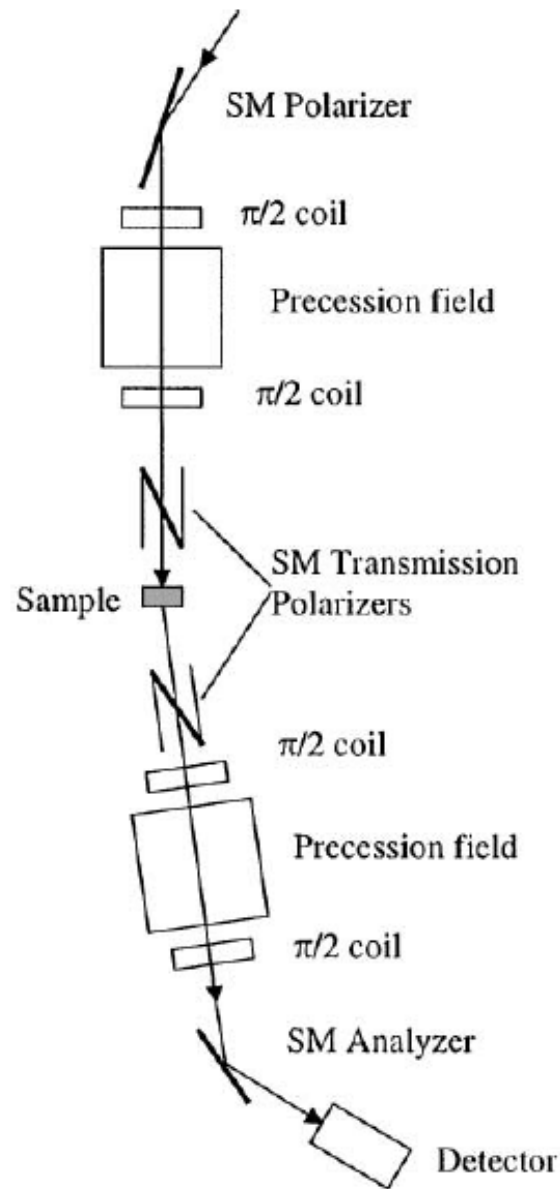 SM Polarizer
π/2 coil
Precession field
π/2 coil
SM Transmission
Polarizers
Sample
π/2 coil
Precession field
π/2 coil
SM Analyzer
Detector